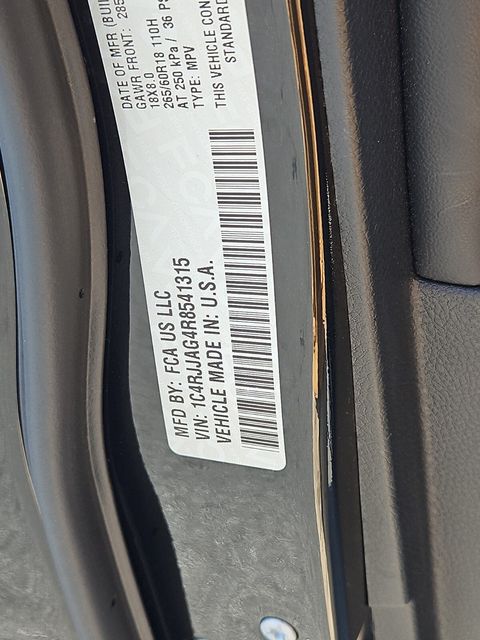 MFD BY: FCA US LLC
VIN: 1C4RJJAG4R8541315
VEHICLE MADE IN: U.S.A.
DATE OF MFR (BUI
GAWR FRONT: 285
18X8.0
265/60R18 110H
AT 250 kPa / 36 PS
TYPE: MPV
THIS VEHICLE CON
STANDARD